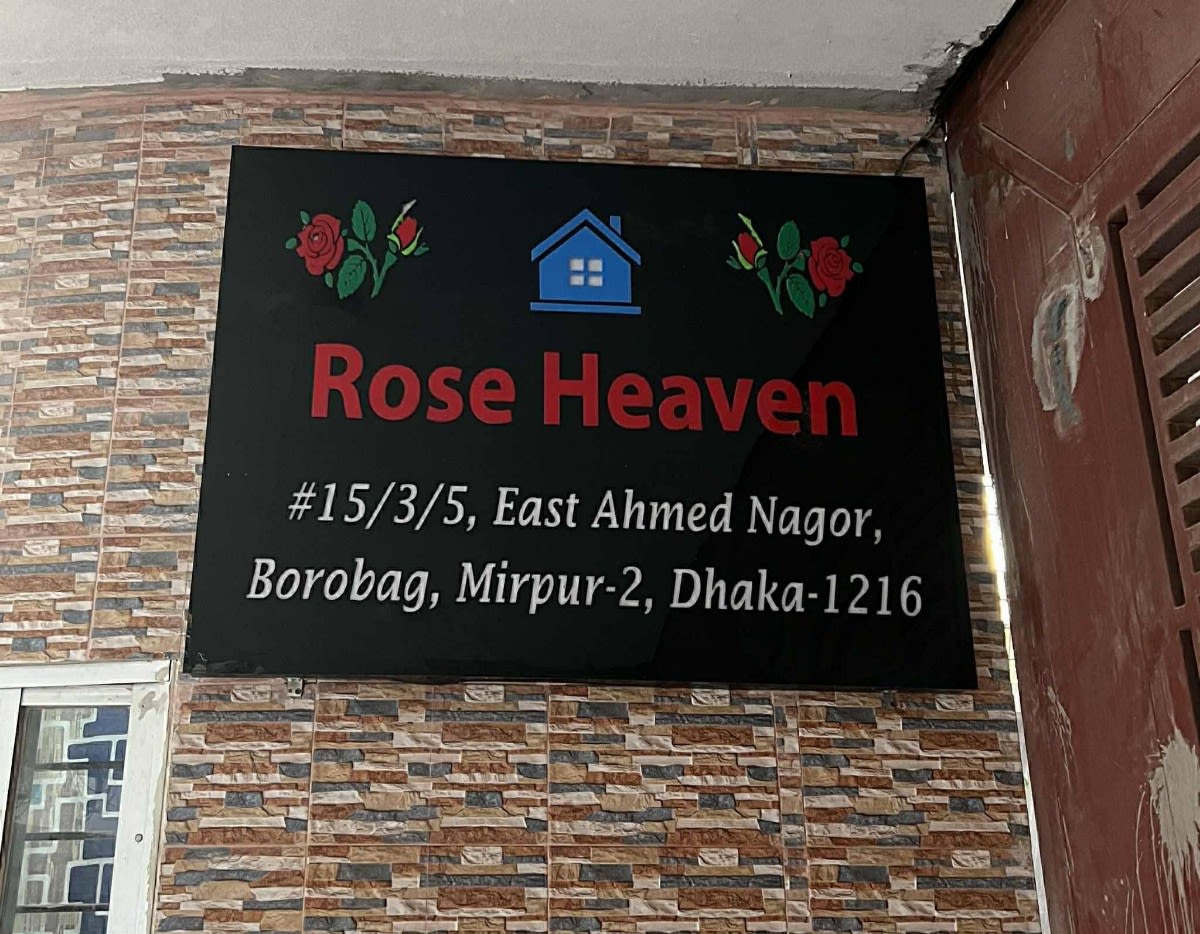 Rose Heaven
#15/3/5, East Ahmed Nagor,
Borobag, Mirpur-2, Dhaka-1216